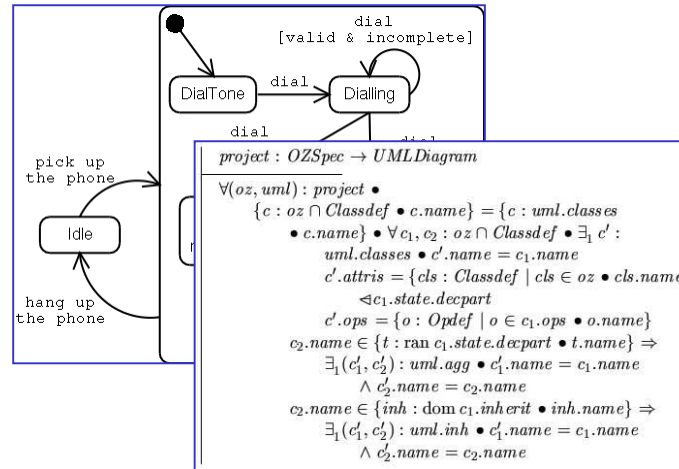 dial
[valid & incomplete]
DialTone
dial
Dialling
dial
pick up
the phone
Idle
hang up
the phone
project : OZSpec → UMLDiagram
∀(oz, uml) : project •
{c : oz ∩ Classdef • c.name} = {c : uml.classes
• c.name} • ∀ c₁, c₂ : oz ∩ Classdef • ∃₁ c′ :
uml.classes • c′.name = c₁.name
c′.attris = {cls : Classdef | cls ∈ oz • cls.name
⩤c₁.state.decpart
c′.ops = {o : Opdef | o ∈ c₁.ops • o.name}
c₂.name ∈ {t : ran c₁.state.decpart • t.name} ⇒
∃₁(c′₁, c′₂) : uml.agg • c′₁.name = c₁.name
∧ c′₂.name = c₂.name
c₂.name ∈ {inh : dom c₁.inherit • inh.name} ⇒
∃₁(c′₁, c′₂) : uml.inh • c′₁.name = c₁.name
∧ c′₂.name = c₂.name